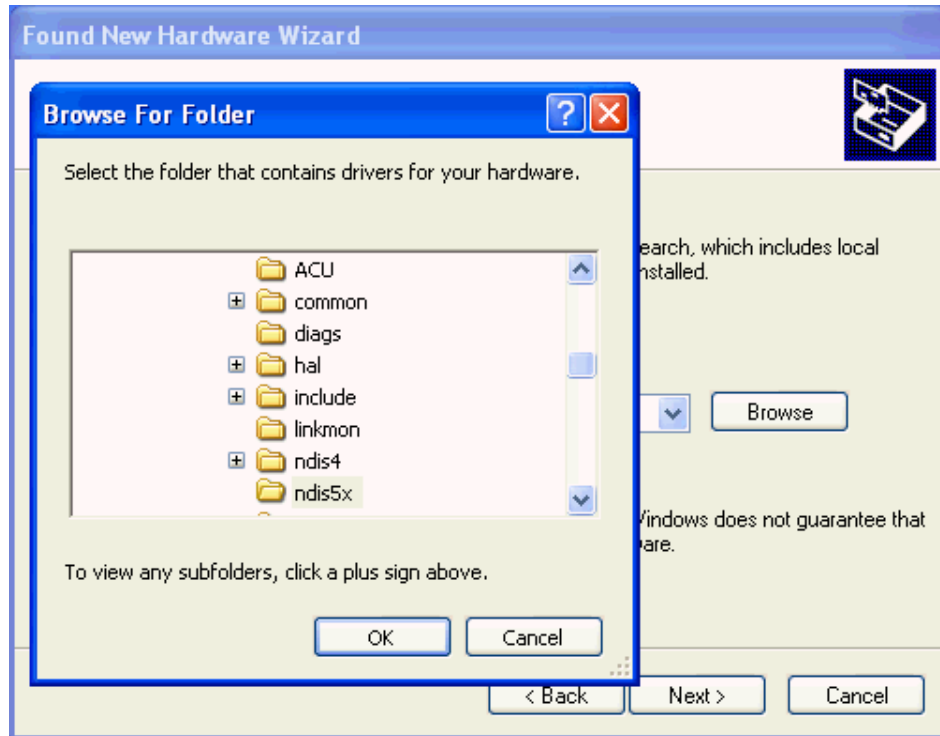 Found New Hardware Wizard
Browse For Folder
Select the folder that contains drivers for your hardware.
ACU
common
diags
hal
include
linkmon
ndis4
ndis5x
To view any subfolders, click a plus sign above.
OK
Cancel
earch, which includes local
nstalled.
Browse
Windows does not guarantee that
are.
< Back
Next >
Cancel